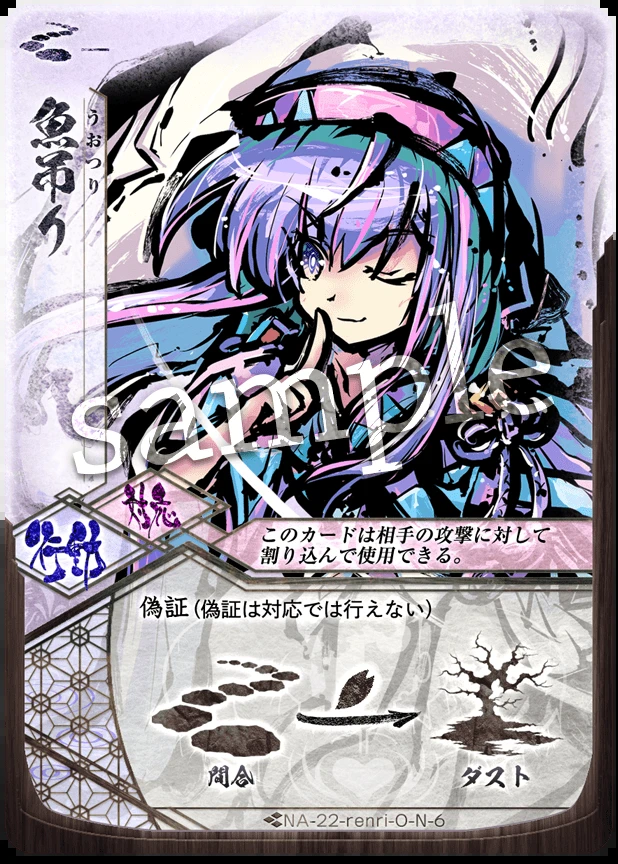 魚吊り
うおつり
sample
対応
行動
このカードは相手の攻撃に対して
割り込んで使用できる。
偽証(偽証は対応では行えない)
間合
ダスト
NA-22-renri-O-N-6